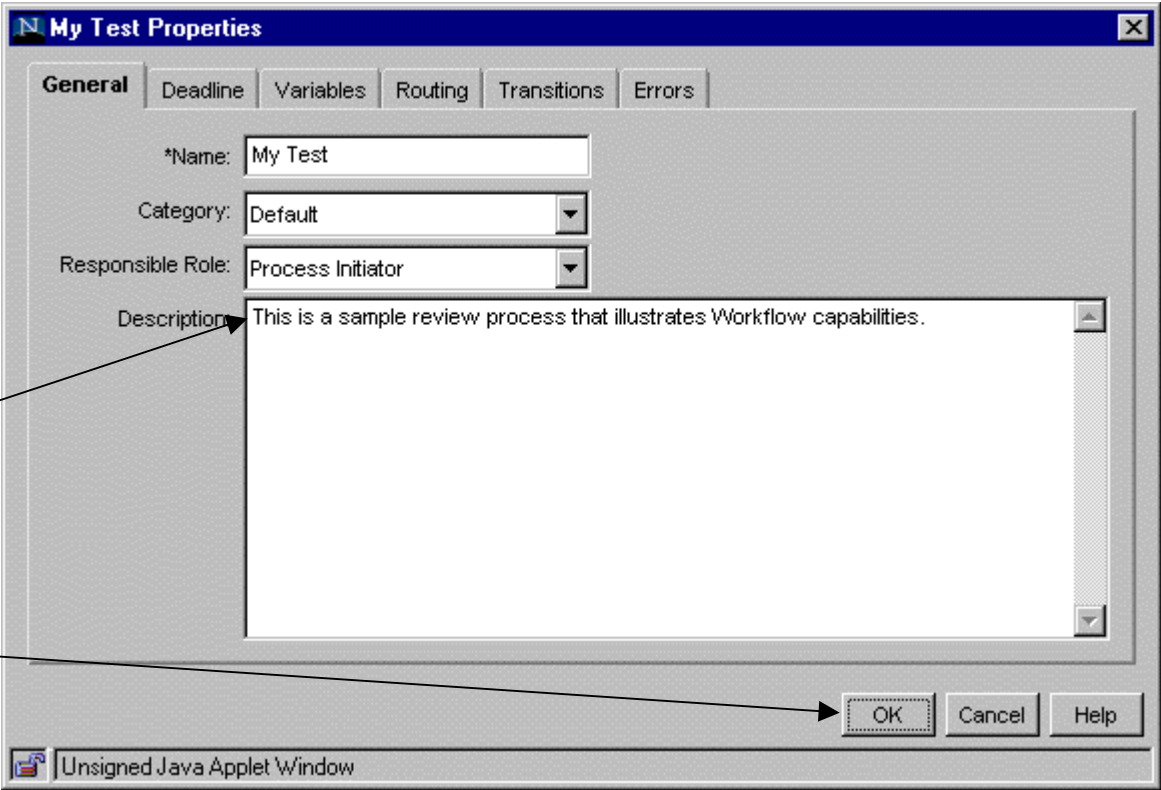 N My Test Properties
General Deadline Variables Routing Transitions Errors
*Name: My Test
Category: Default
Responsible Role: Process Initiator
Description: This is a sample review process that illustrates Workflow capabilities.
OK Cancel Help
Unsigned Java Applet Window